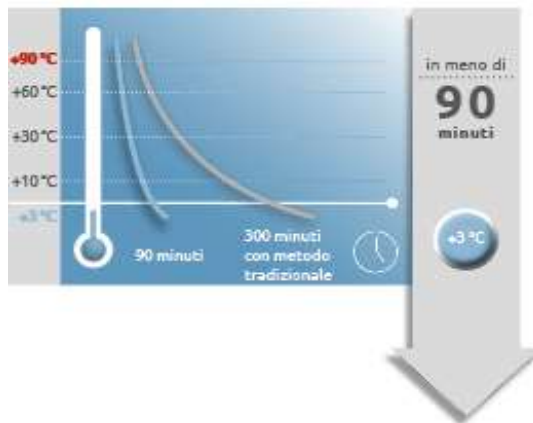 +90 °C
+60 °C
+30 °C
+10 °C
+3 °C
90 minuti
300 minuti
con metodo
tradizionale
in meno di
90
minuti
+3 °C